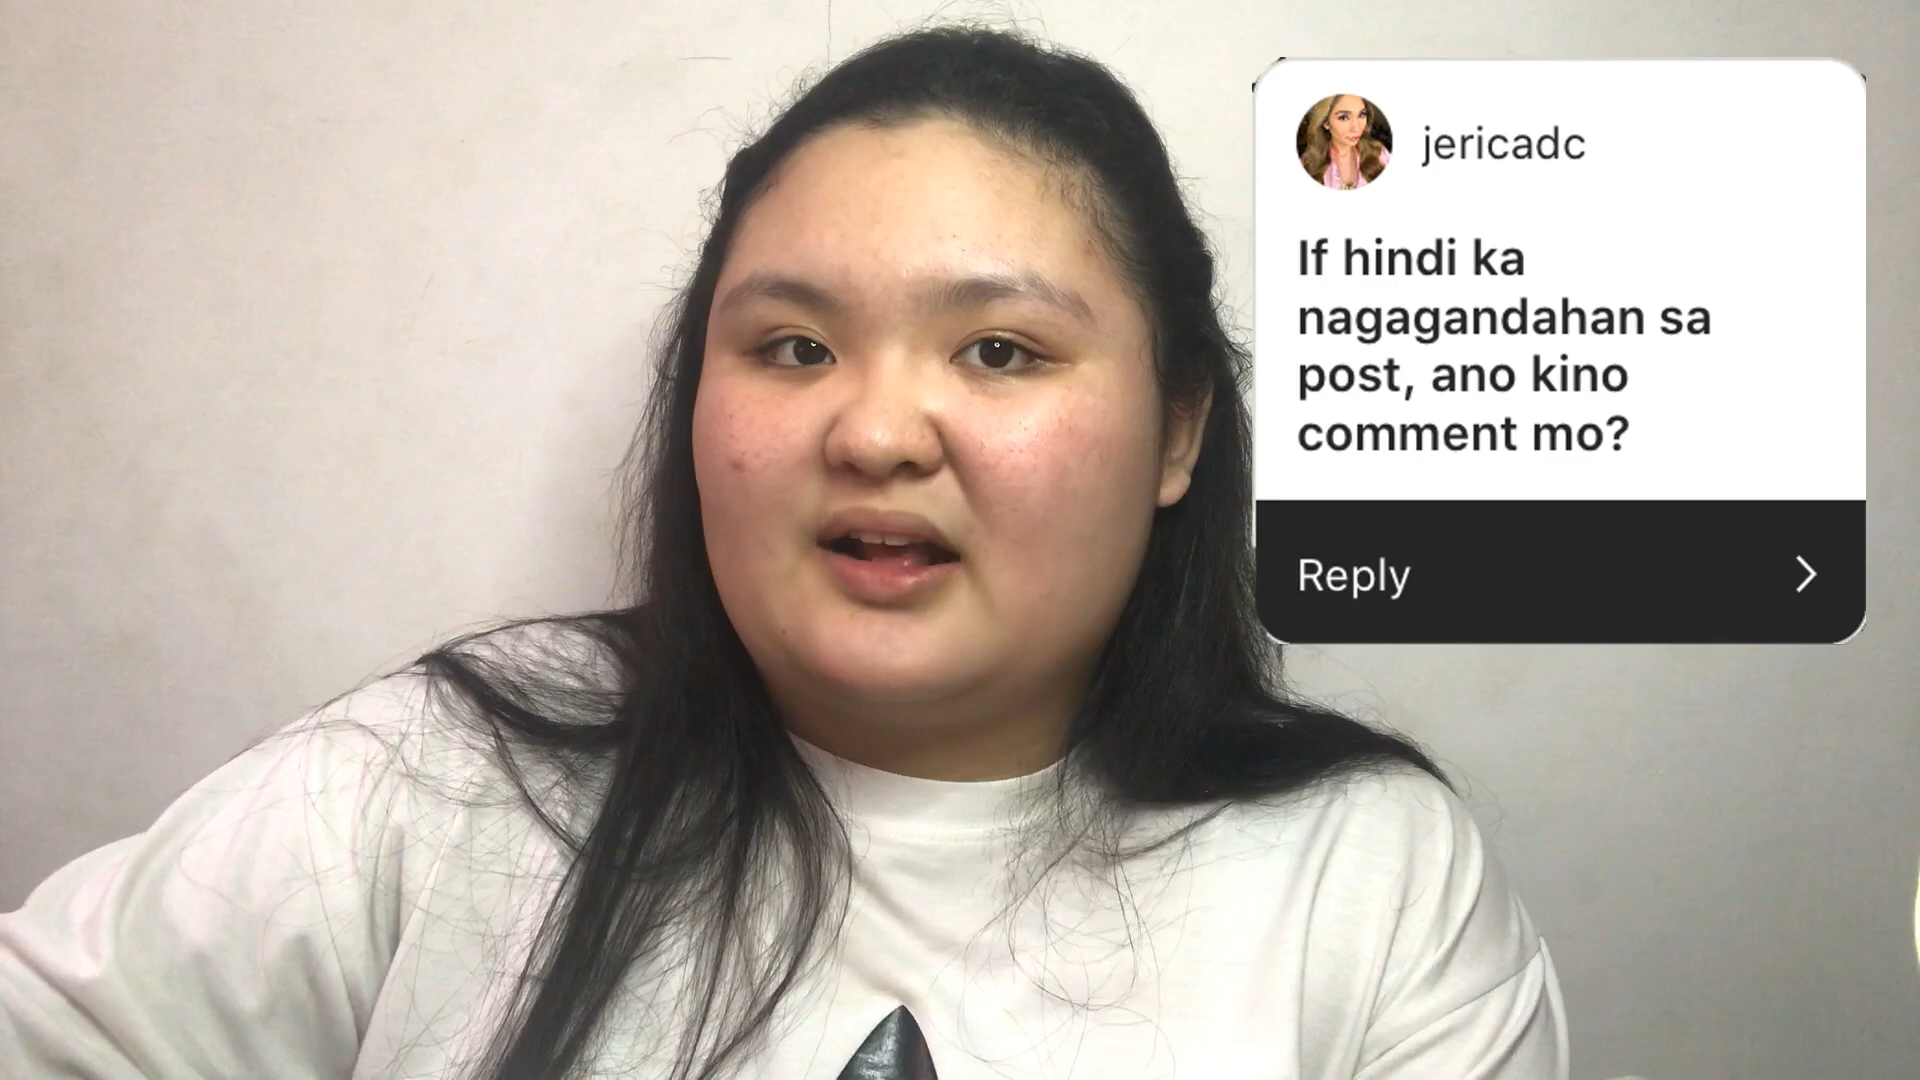 jericadc
If hindi ka
nagagandahan sa
post, ano kino
comment mo?
Reply